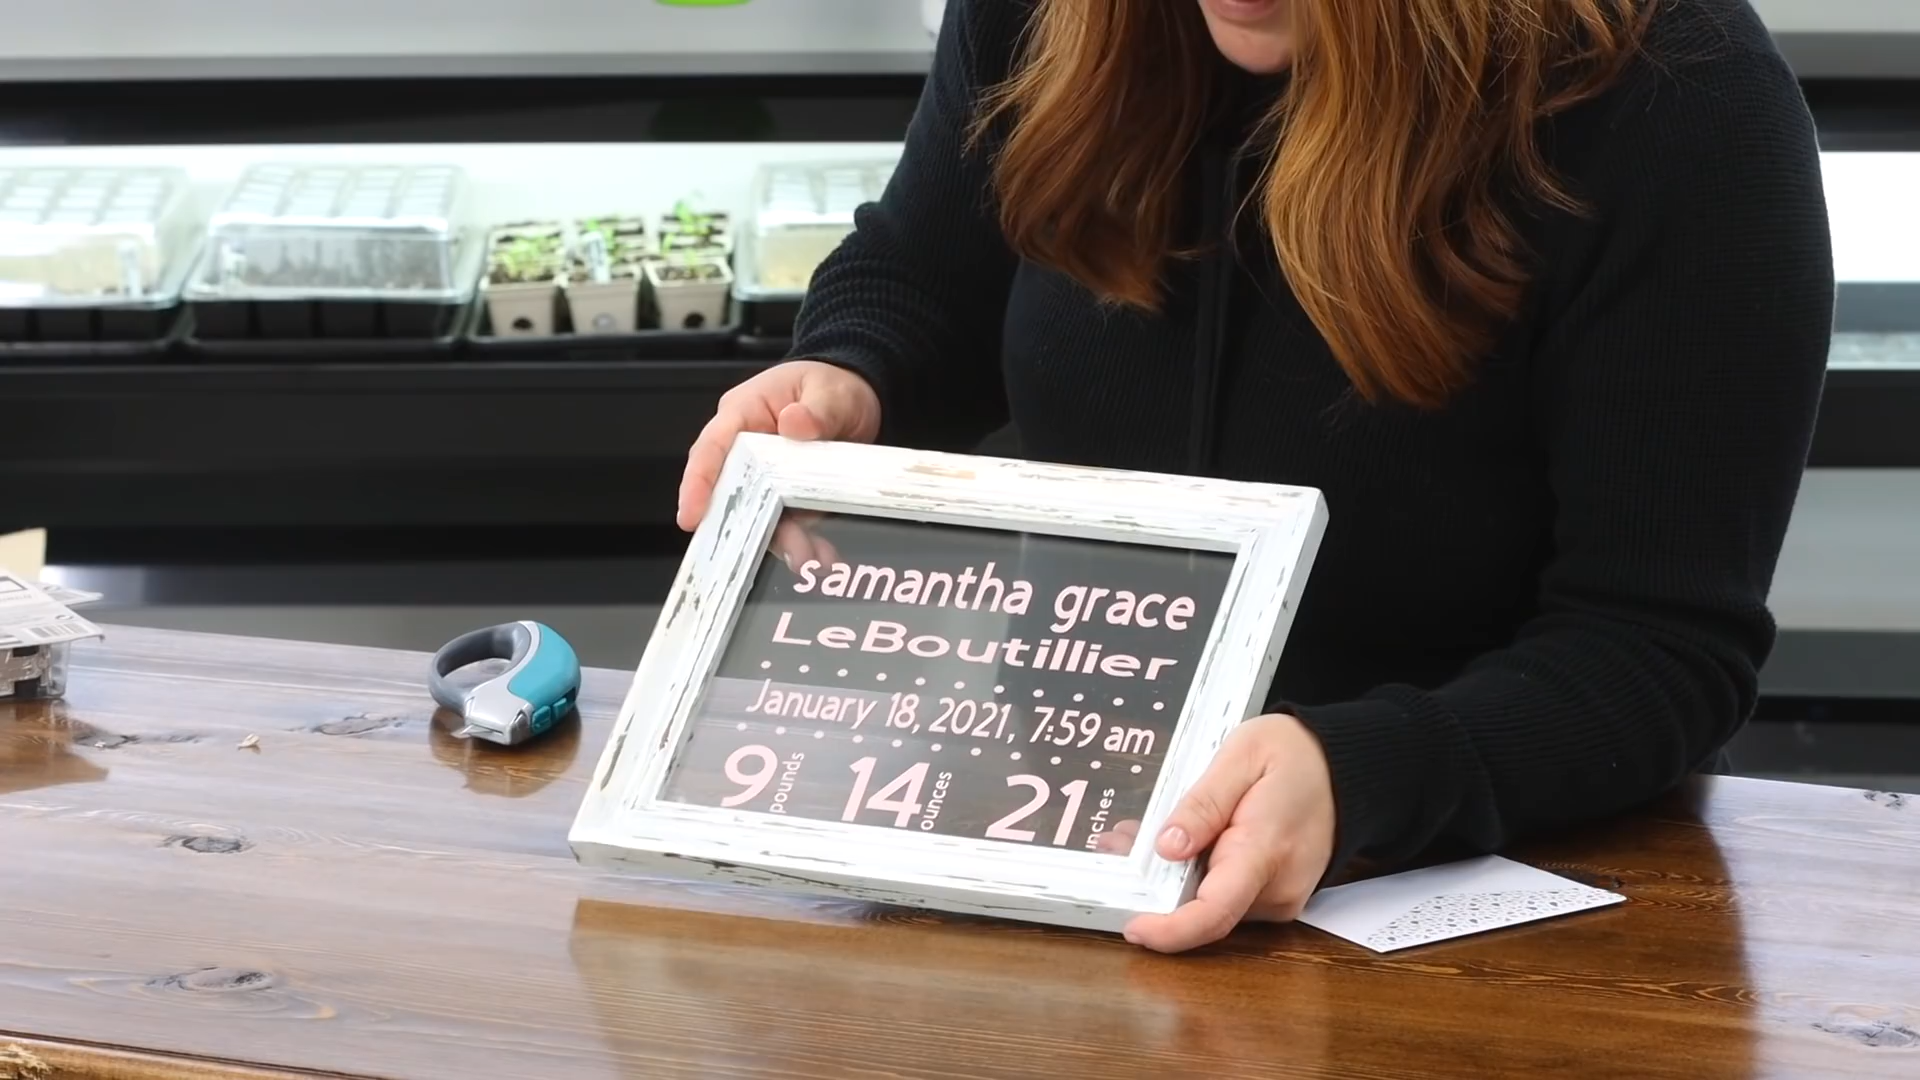 samantha grace
LeBoutillier
January 18, 2021, 7:59 am
9 pounds 14 ounces 21 inches